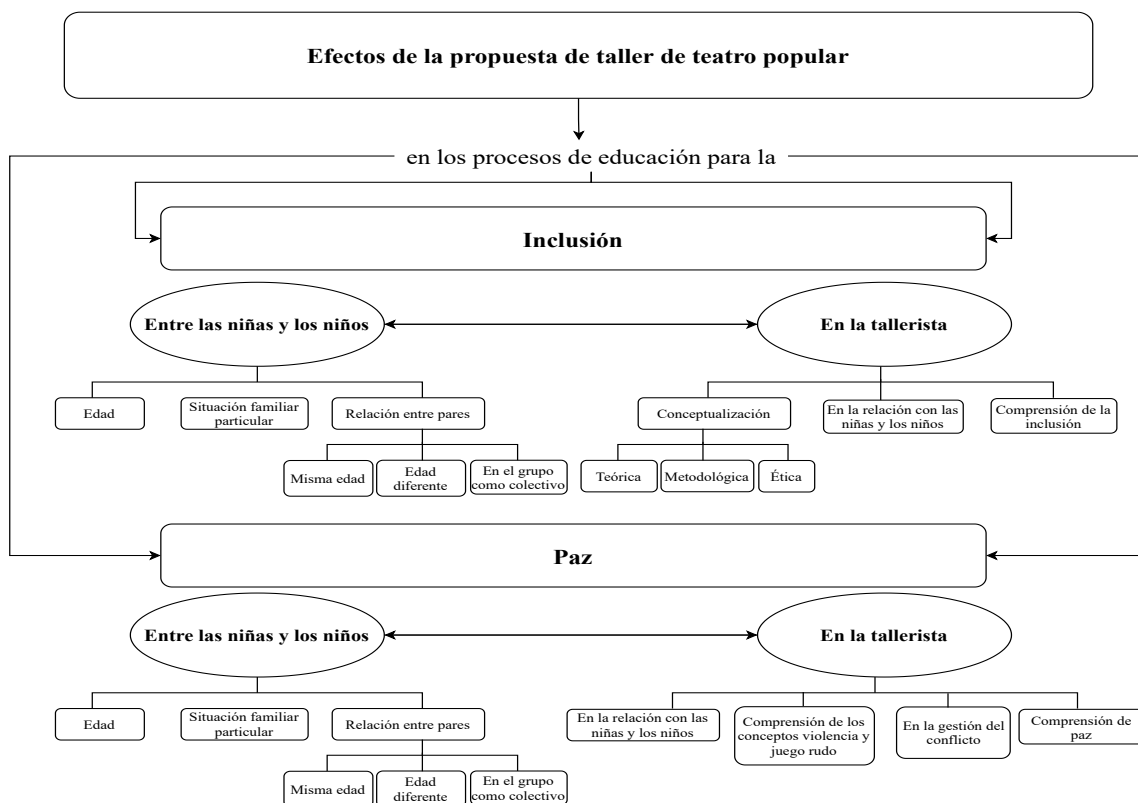 Efectos de la propuesta de taller de teatro popular
en los procesos de educación para la
Inclusión
Entre las niñas y los niños
En la tallerista
Edad
Situación familiar
particular
Relación entre pares
Conceptualización
En la relación con las
niñas y los niños
Comprensión de la
inclusión
Misma edad
Edad
diferente
En el grupo
como colectivo
Teórica
Metodológica
Ética
Paz
Entre las niñas y los niños
En la tallerista
Edad
Situación familiar
particular
Relación entre pares
En la relación con las
niñas y los niños
Comprensión de los
conceptos violencia y
juego rudo
En la gestión del
conflicto
Comprensión de
paz
Misma edad
Edad
diferente
En el grupo
como colectivo